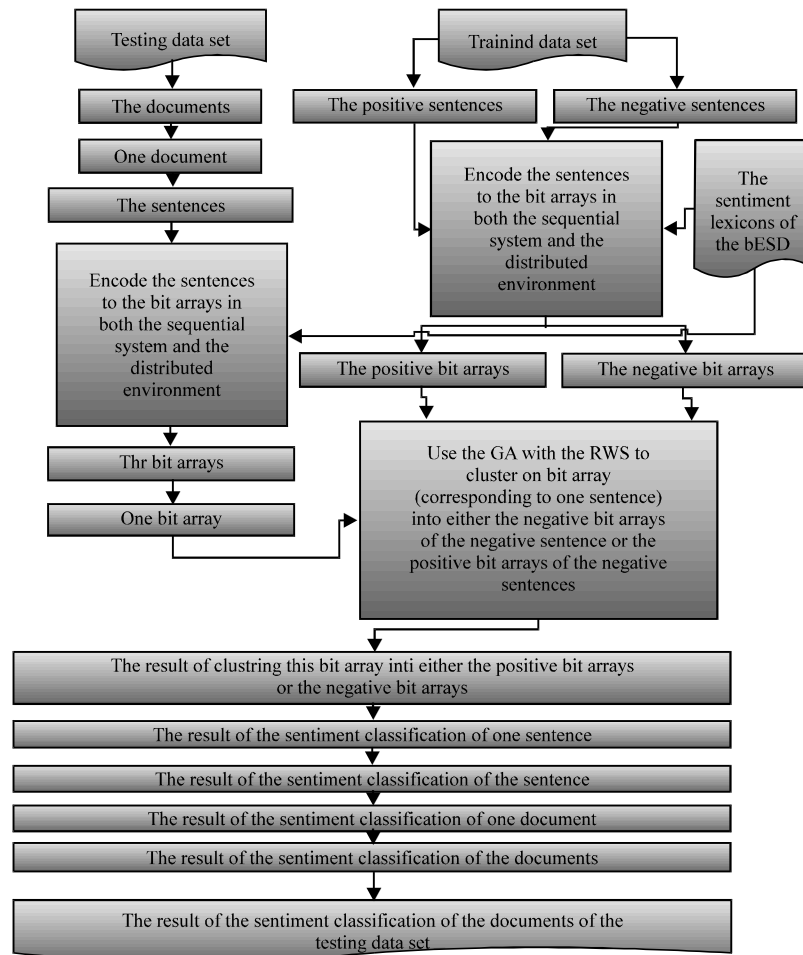 Testing data set
Trainind data set
The documents
The positive sentences
The negative sentences
One document
The sentences
Encode the sentences
to the bit arrays in
both the sequential
system and the
distributed
environment
The
sentiment
lexicons of
the bESD
Encode the sentences
to the bit arrays in
both the sequential
system and the
distributed
environment
The positive bit arrays
The negative bit arrays
Thr bit arrays
One bit array
Use the GA with the RWS to
cluster on bit array
(corresponding to one sentence)
into either the negative bit arrays
of the negative sentence or the
positive bit arrays of the negative
sentences
The result of clustring this bit array inti either the positive bit arrays
or the negative bit arrays
The result of the sentiment classification of one sentence
The result of the sentiment classification of the sentence
The result of the sentiment classification of one document
The result of the sentiment classification of the documents
The result of the sentiment classification of the documents of the
testing data set